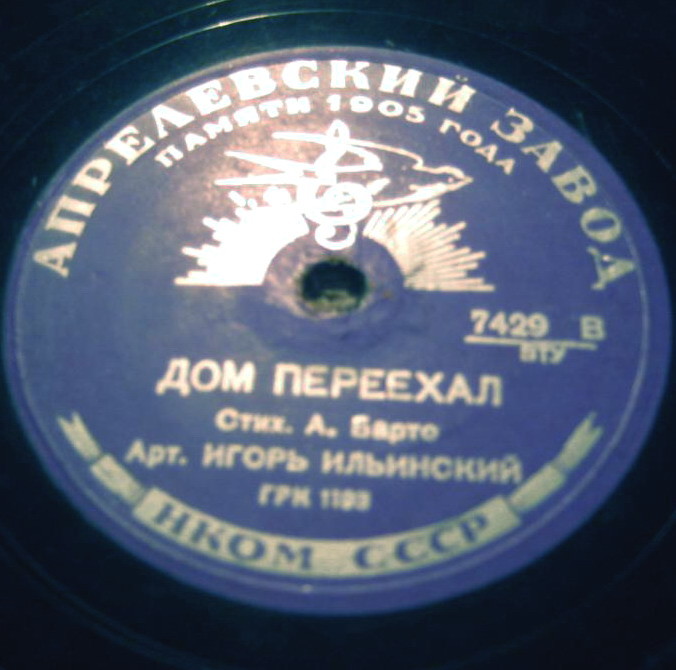 АПРЕЛЕВСКИЙ ЗАВОД
ПАМЯТИ 1905 ГОДА
7429 В
ВТУ
ДОМ ПЕРЕЕХАЛ
Стих. А. Барто
Арт. ИГОРЬ ИЛЬИНСКИЙ
ГРК 1193
НКОМ СССР